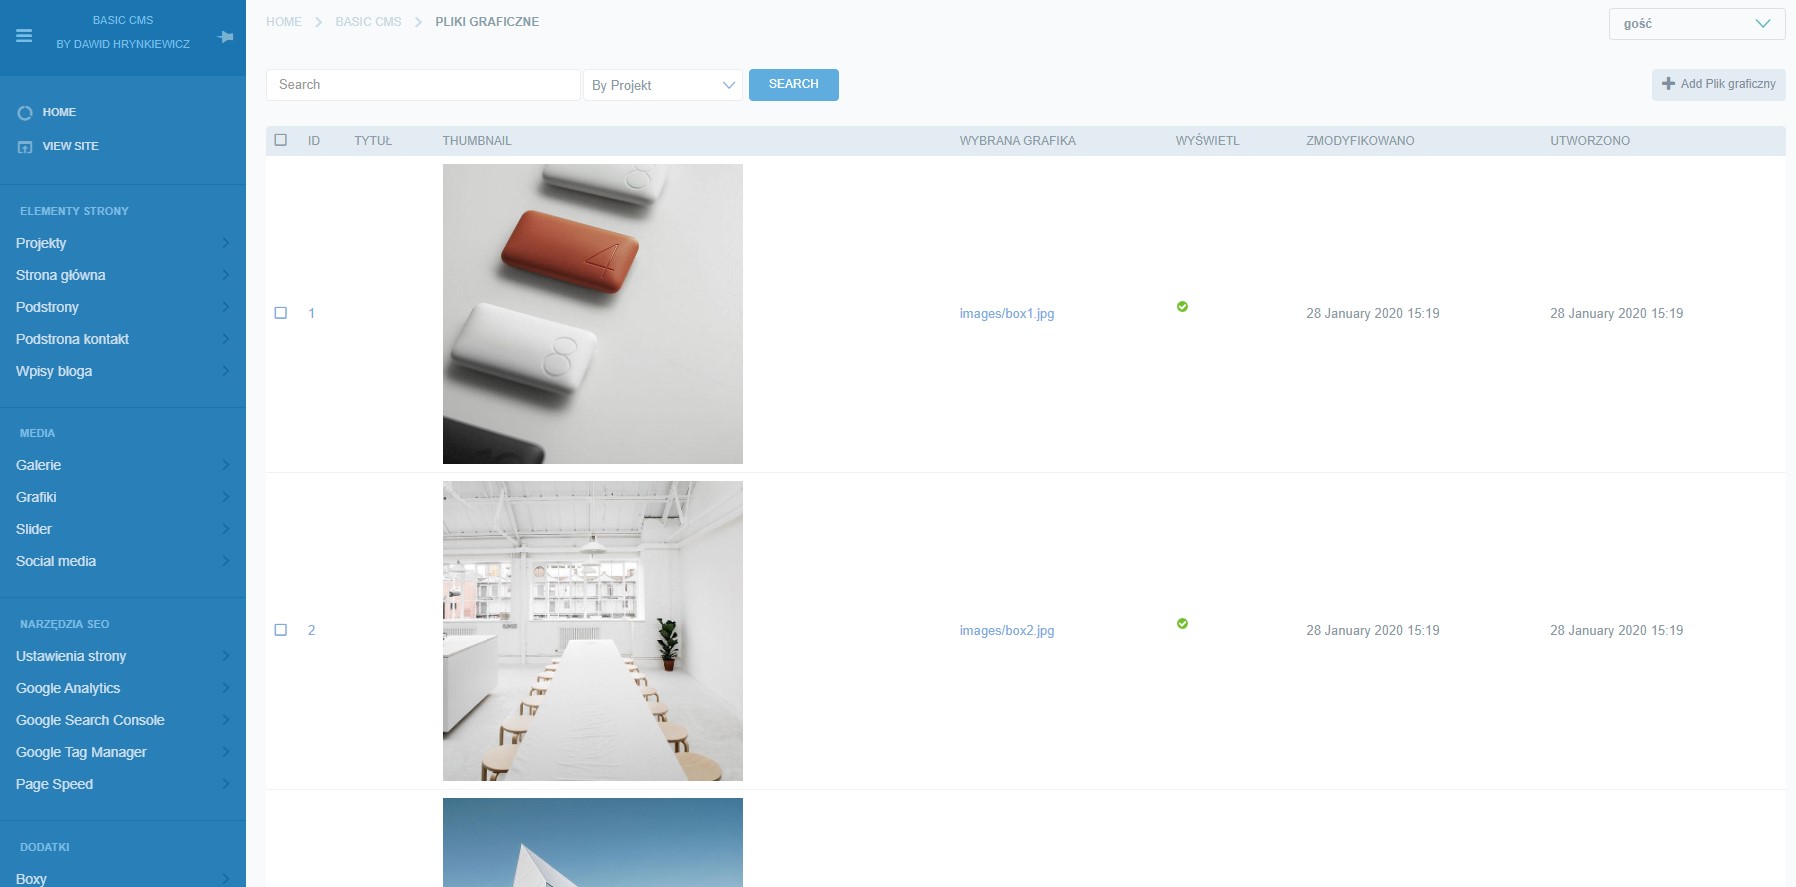 BASIC CMS
BY DAWID HRYNKIEWICZ
HOME
VIEW SITE
ELEMENTY STRONY
Projekty
Strona główna
Podstrony
Podstrona kontakt
Wpisy bloga
MEDIA
Galerie
Grafiki
Slider
Social media
NARZĘDZIA SEO
Ustawienia strony
Google Analytics
Google Search Console
Google Tag Manager
Page Speed
DODATKI
Boxy
HOME BASIC CMS PLIKI GRAFICZNE
gość
Search By Projekt SEARCH
Add Plik graficzny
ID TYTUŁ THUMBNAIL WYBRANA GRAFIKA WYŚWIETL ZMODYFIKOWANO UTWORZONO
8
4
8
1 images/box1.jpg 28 January 2020 15:19 28 January 2020 15:19
2 images/box2.jpg 28 January 2020 15:19 28 January 2020 15:19